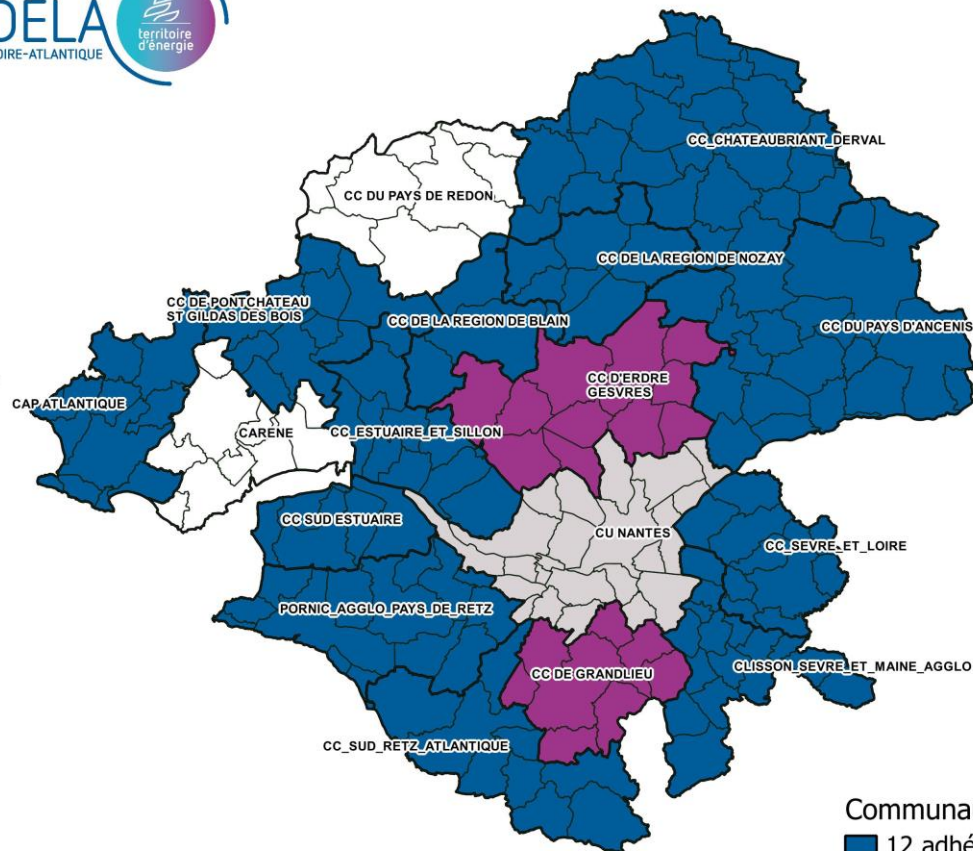 DELA
OIRE-ATLANTIQUE
territoire
d'énergie
CC_CHATEAUBRIANT_DERVAL
CC DU PAYS DE REDON
CC DE LA REGION DE NOZAY
CC DE PONTCHATEAU
ST GILDAS DES BOIS
CC DE LA REGION DE BLAIN
CC DU PAYS D'ANCENIS
CC D'ERDRE
GESVRES
CAP ATLANTIQUE
CARENE
CC_ESTUAIRE_ET_SILLON
CC SUD ESTUAIRE
CU NANTES
CC_SEVRE_ET_LOIRE
PORNIC_AGGLO_PAYS_DE_RETZ
CC DE GRANDLIEU
CLISSON_SEVRE_ET_MAINE_AGGLO
CC_SUD_RETZ_ATLANTIQUE
Communa
12 adhé